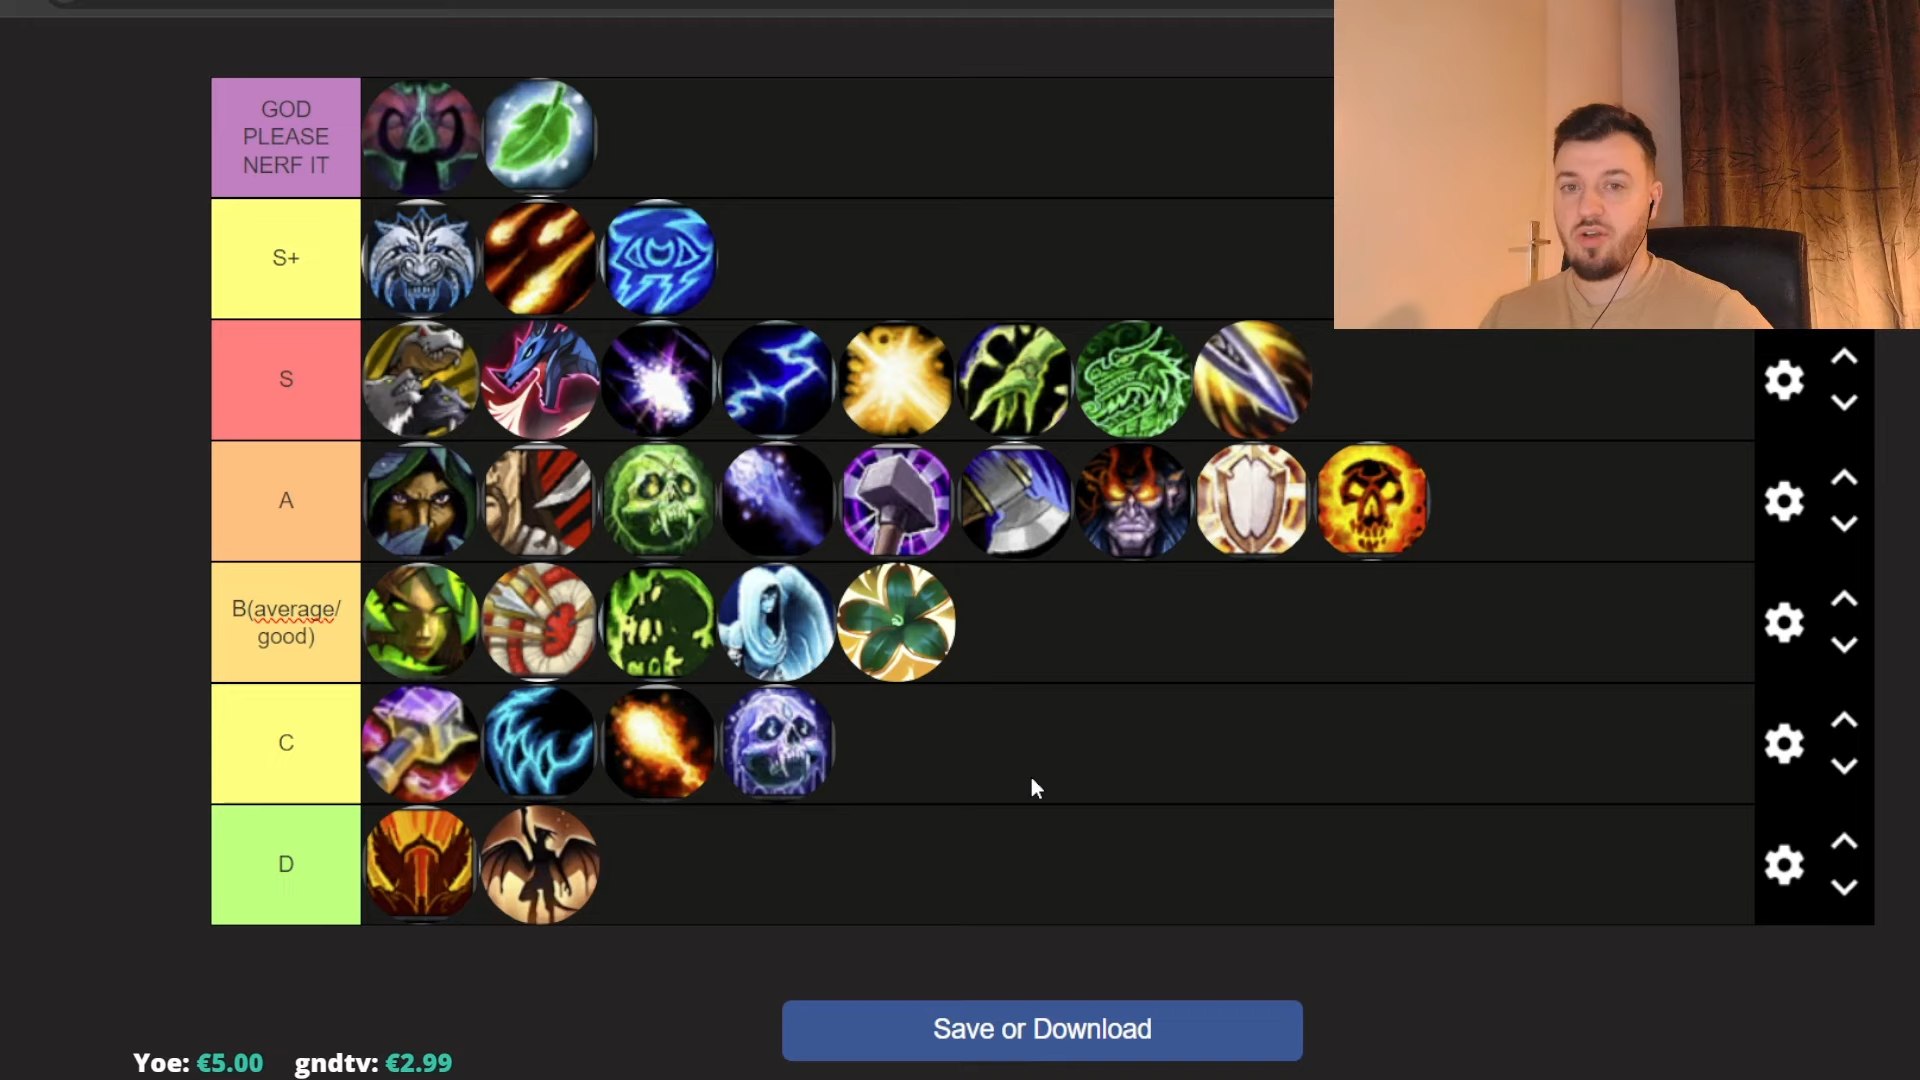 GOD
PLEASE
NERF IT
S+
S
A
B(average/
good)
C
D
Save or Download
Yoe: €5.00 gndtv: €2.99